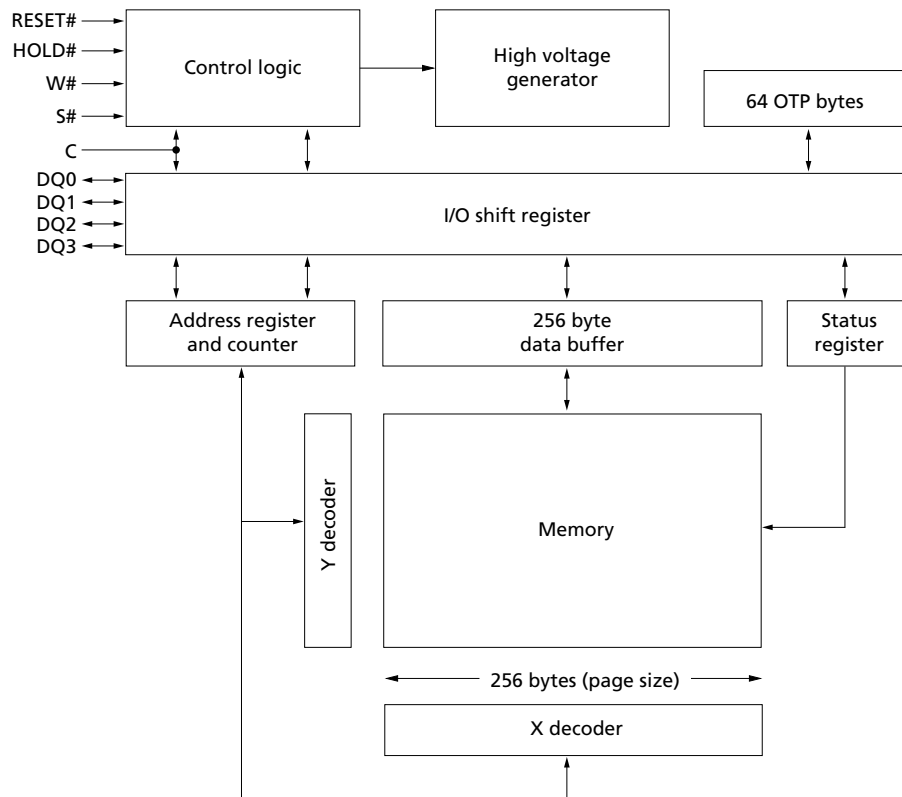 RESET#
HOLD#
W#
S#
C
DQ0
DQ1
DQ2
DQ3
Control logic
High voltage
generator
64 OTP bytes
I/O shift register
Address register
and counter
256 byte
data buffer
Status
register
Y decoder
Memory
256 bytes (page size)
X decoder